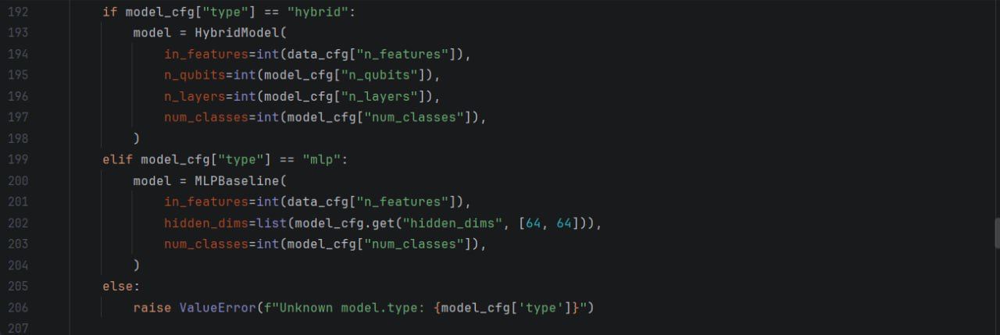 192 if model_cfg["type"] == "hybrid":
193 model = HybridModel(
194 in_features=int(data_cfg["n_features"]),
195 n_qubits=int(model_cfg["n_qubits"]),
196 n_layers=int(model_cfg["n_layers"]),
197 num_classes=int(model_cfg["num_classes"]),
198 )
199 elif model_cfg["type"] == "mlp":
200 model = MLPBaseline(
201 in_features=int(data_cfg["n_features"]),
202 hidden_dims=list(model_cfg.get("hidden_dims", [64, 64])),
203 num_classes=int(model_cfg["num_classes"]),
204 )
205 else:
206 raise ValueError(f"Unknown model.type: {model_cfg['type']}")
207